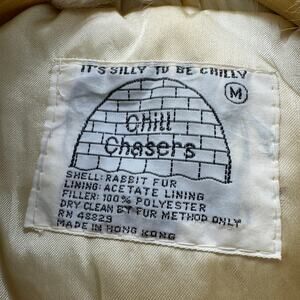 IT'S SILLY TO BE CHILLY
M
Chill
Chasers
SHELL: RABBIT FUR
LINING: ACETATE LINING
FILLER: 100% POLYESTER
DRY CLEAN BY FUR METHOD ONLY
RN 48829
MADE IN HONG KONG